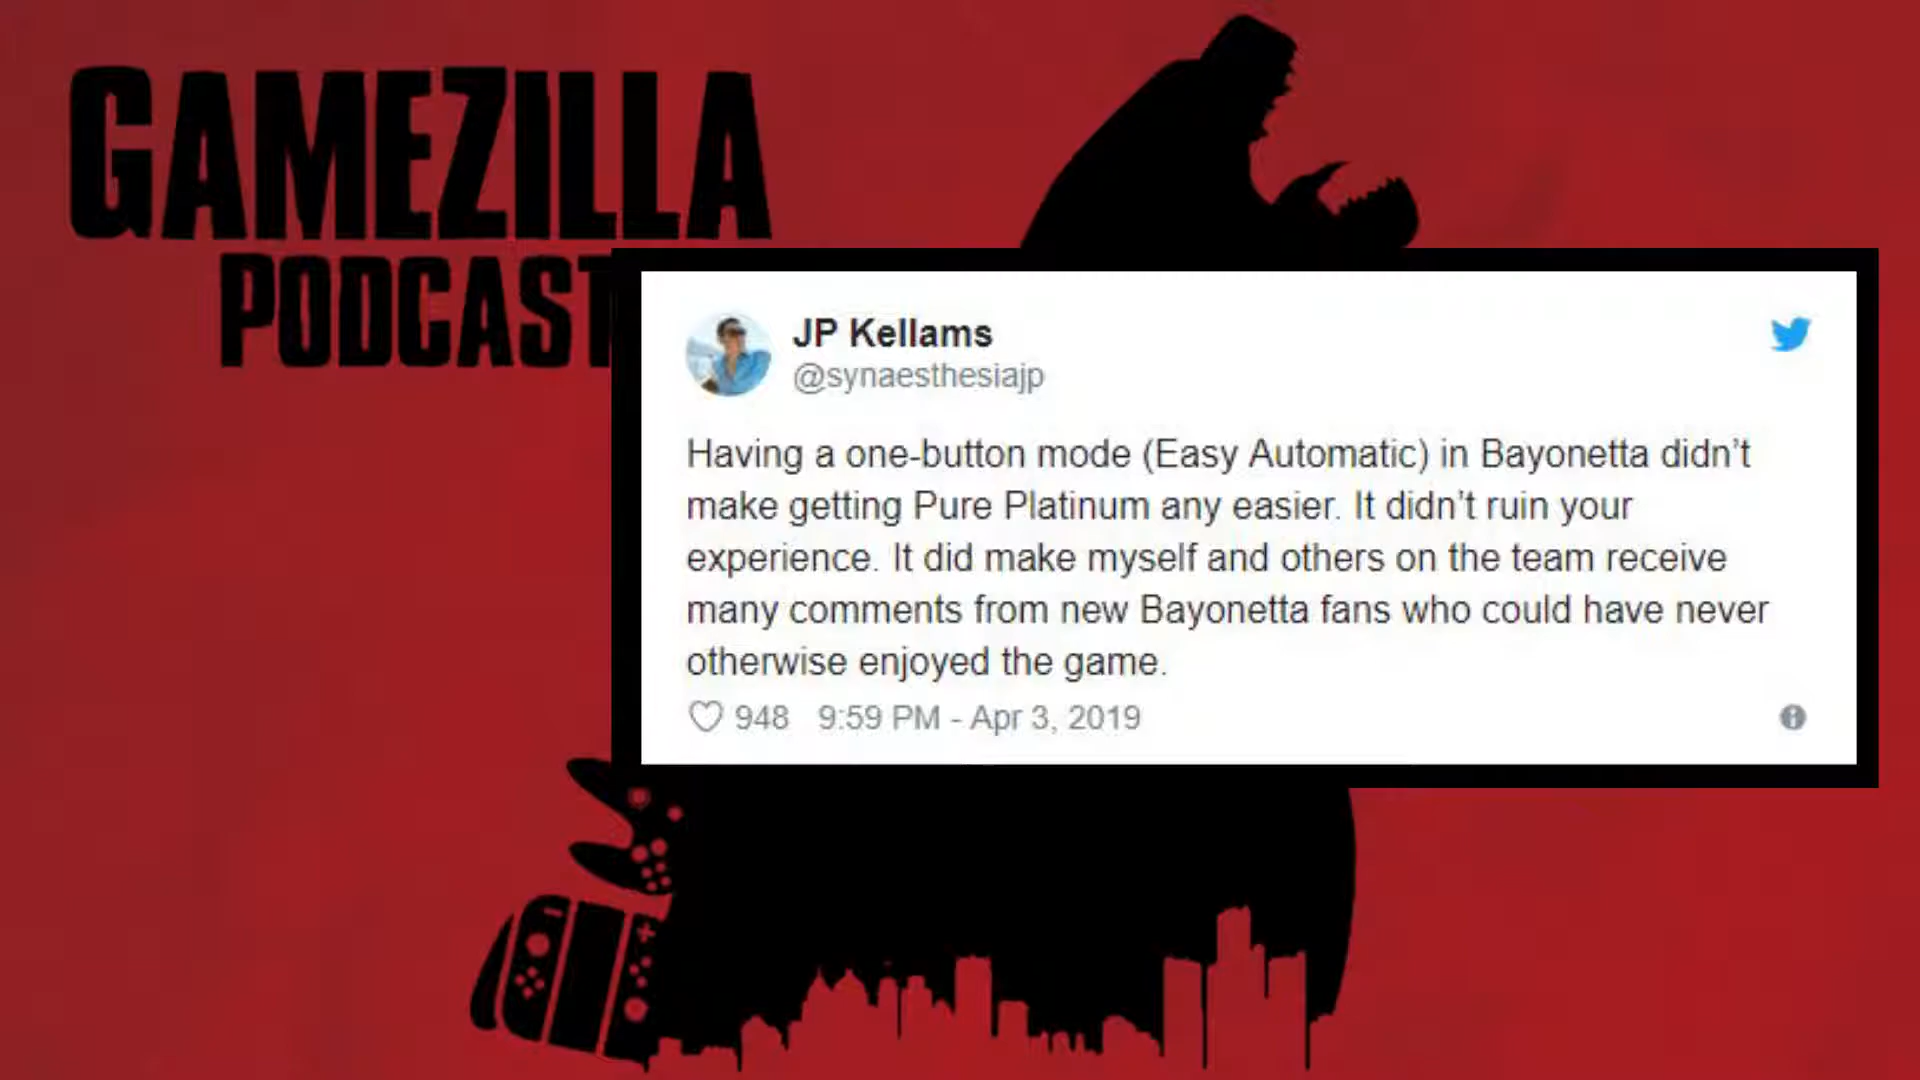 GAMEZILLA
PODCAST
JP Kellams
@synaesthesiajp
Having a one-button mode (Easy Automatic) in Bayonetta didn’t
make getting Pure Platinum any easier. It didn’t ruin your
experience. It did make myself and others on the team receive
many comments from new Bayonetta fans who could have never
otherwise enjoyed the game.
948 9:59 PM - Apr 3, 2019